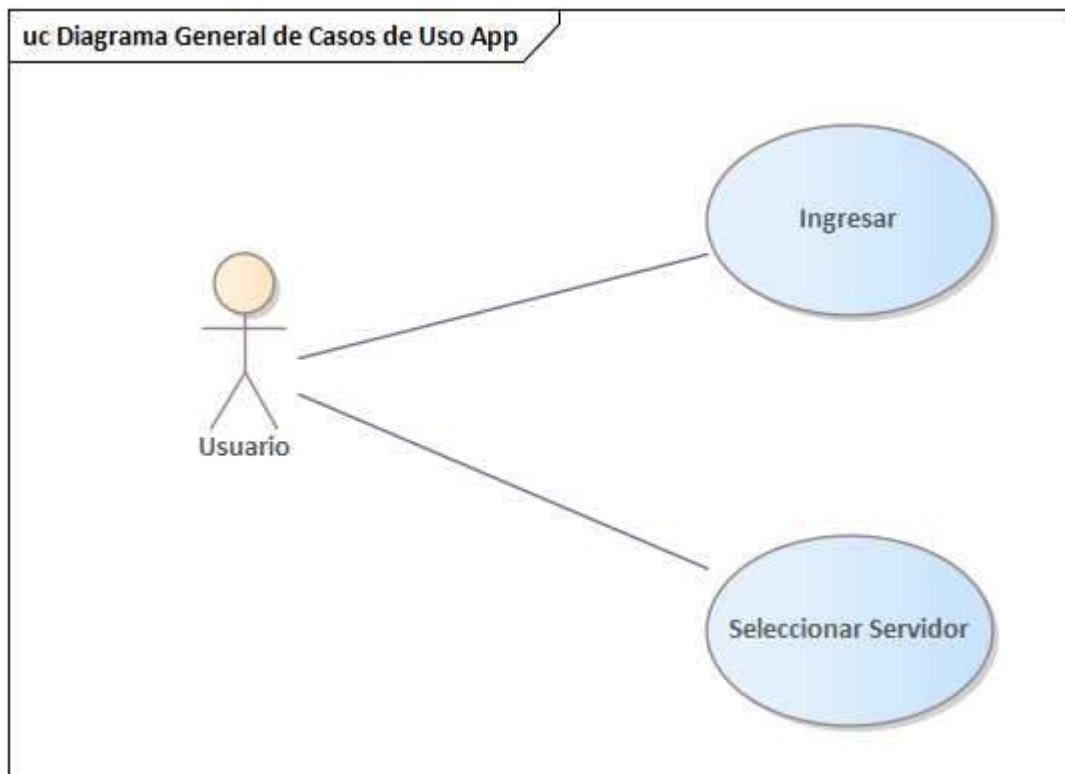 uc Diagrama General de Casos de Uso App
Ingresar
Usuario
Seleccionar Servidor